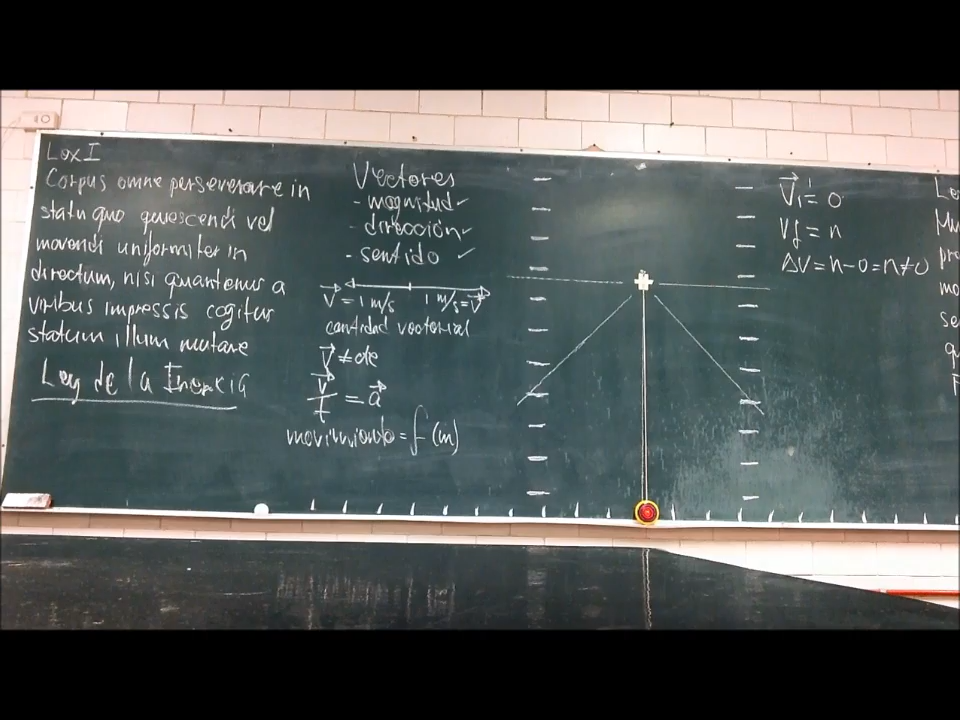 Lex I
Corpus omne perseverare in
statu quo quiescendi vel
movendi uniformiter in
directum, nisi quantenus a
viribus impressis cogitur
statum illum mutare
Ley de la Inercia
Vectores
- magnitud ✓
- dirección ✓
- sentido ✓
V⃗ = 1 m/s 1 m/s = V⃗
cantidad vectorial
V⃗ ≠ de
V⃗/t = a⃗
movimiento = f (m)
V⃗i = 0
Vf = n
ΔV = n - 0 = n ≠ 0